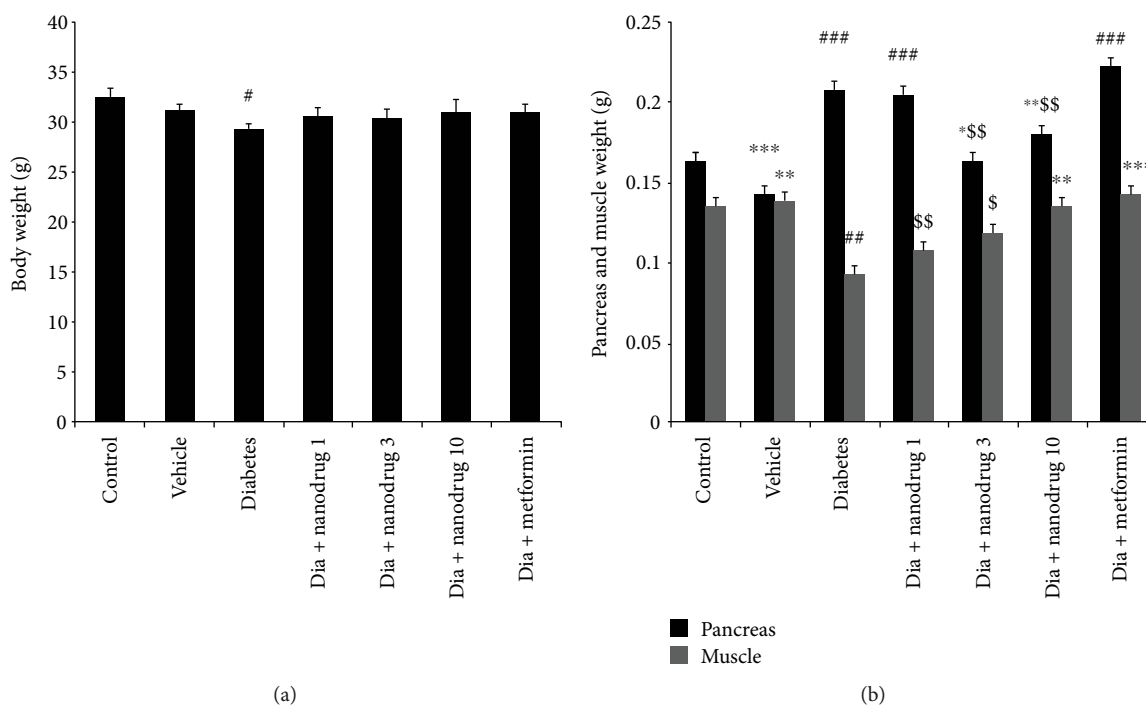 40
35
30
25
20
15
10
5
0
Body weight (g)
#
Control
Vehicle
Diabetes
Dia + nanodrug 1
Dia + nanodrug 3
Dia + nanodrug 10
Dia + metformin
(a)
0.25
0.2
0.15
0.1
0.05
0
Pancreas and muscle weight (g)
***
**
###
##
###
$$
*$$
$
**$$
**
###
***
Control
Vehicle
Diabetes
Dia + nanodrug 1
Dia + nanodrug 3
Dia + nanodrug 10
Dia + metformin
Pancreas
Muscle
(b)